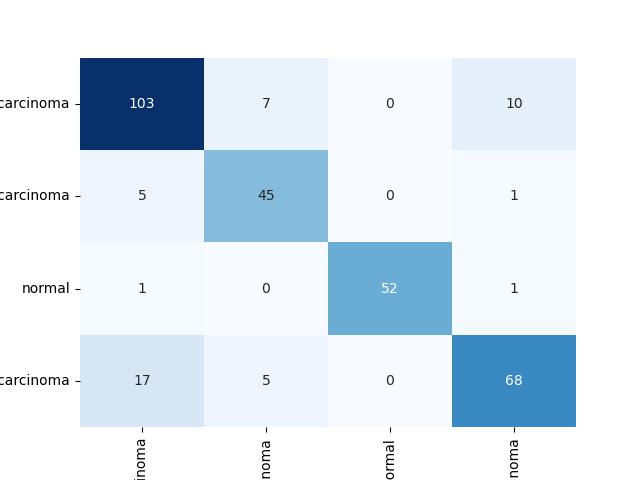 carcinoma 103 7 0 10
carcinoma 5 45 0 1
normal 1 0 52 1
carcinoma 17 5 0 68
inoma noma ormal noma